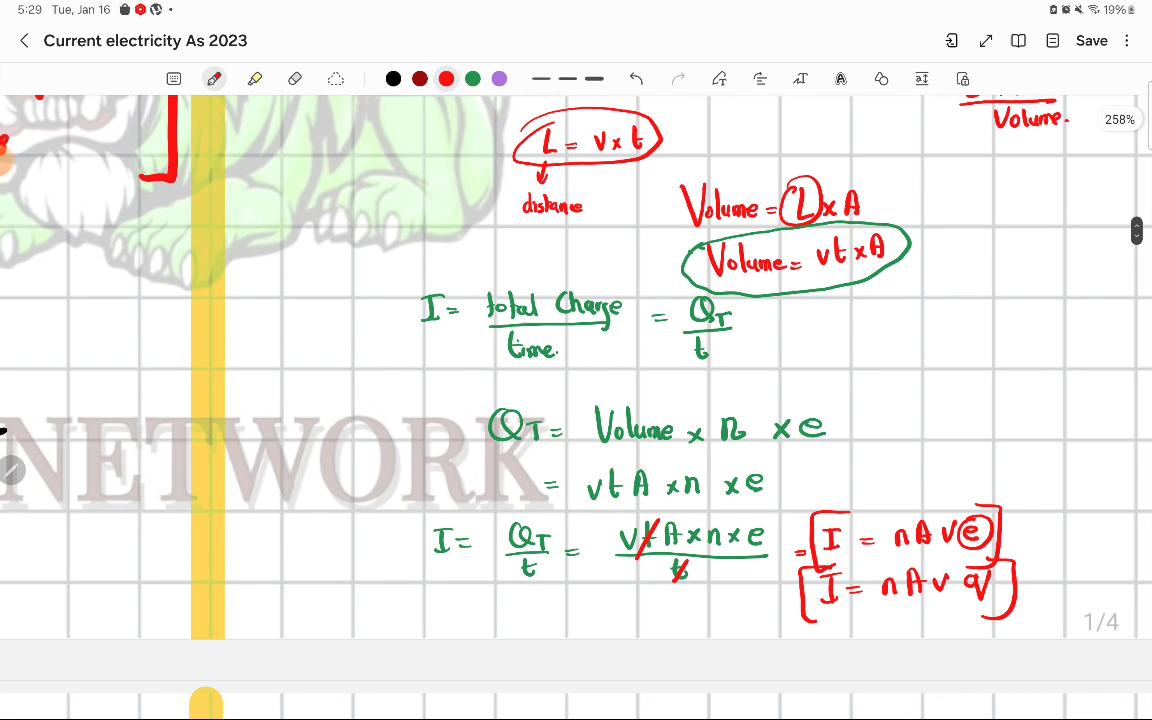 5:29 Tue, Jan 16
19%
Current electricity As 2023
Save
258%
Volume.
L = v × t
distance
Volume = L × A
Volume = vt × A
I = total Charge / time. = QT / t
QT = Volume × n × e
= vtA × n × e
I = QT / t = vtA × n × e / t = [I = nAve]
[I = nAvq]
NETWORK
1/4